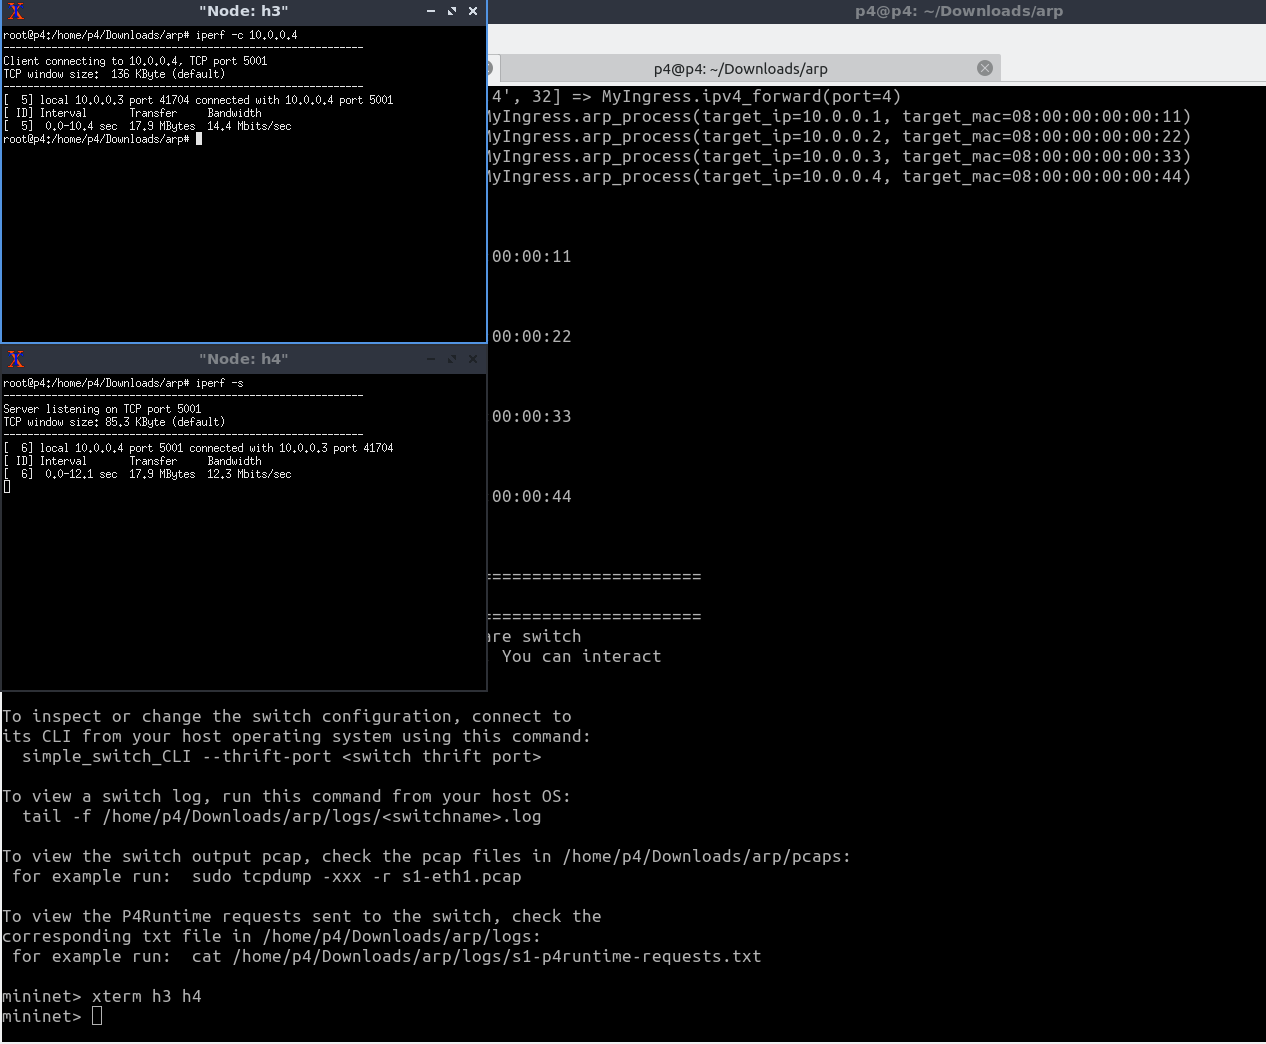 "Node: h3"
root@p4:/home/p4/Downloads/arp# iperf -c 10.0.0.4
------------------------------------------------------------
Client connecting to 10.0.0.4, TCP port 5001
TCP window size:  136 KByte (default)
------------------------------------------------------------
[  5] local 10.0.0.3 port 41704 connected with 10.0.0.4 port 5001
[ ID] Interval       Transfer     Bandwidth
[  5]  0.0-10.4 sec  17.9 MBytes  14.4 Mbits/sec
root@p4:/home/p4/Downloads/arp#
"Node: h4"
root@p4:/home/p4/Downloads/arp# iperf -s
------------------------------------------------------------
Server listening on TCP port 5001
TCP window size: 85.3 KByte (default)
------------------------------------------------------------
[  6] local 10.0.0.4 port 5001 connected with 10.0.0.3 port 41704
[ ID] Interval       Transfer     Bandwidth
[  6]  0.0-12.1 sec  17.9 MBytes  12.3 Mbits/sec
p4@p4: ~/Downloads/arp
p4@p4: ~/Downloads/arp
4', 32] => MyIngress.ipv4_forward(port=4)
MyIngress.arp_process(target_ip=10.0.0.1, target_mac=08:00:00:00:00:11)
MyIngress.arp_process(target_ip=10.0.0.2, target_mac=08:00:00:00:00:22)
MyIngress.arp_process(target_ip=10.0.0.3, target_mac=08:00:00:00:00:33)
MyIngress.arp_process(target_ip=10.0.0.4, target_mac=08:00:00:00:00:44)
00:00:11
00:00:22
00:00:33
00:00:44
======================
======================
are switch
You can interact
To inspect or change the switch configuration, connect to
its CLI from your host operating system using this command:
  simple_switch_CLI --thrift-port <switch thrift port>
To view a switch log, run this command from your host OS:
  tail -f /home/p4/Downloads/arp/logs/<switchname>.log
To view the switch output pcap, check the pcap files in /home/p4/Downloads/arp/pcaps:
 for example run:  sudo tcpdump -xxx -r s1-eth1.pcap
To view the P4Runtime requests sent to the switch, check the
corresponding txt file in /home/p4/Downloads/arp/logs:
 for example run:  cat /home/p4/Downloads/arp/logs/s1-p4runtime-requests.txt
mininet> xterm h3 h4
mininet>